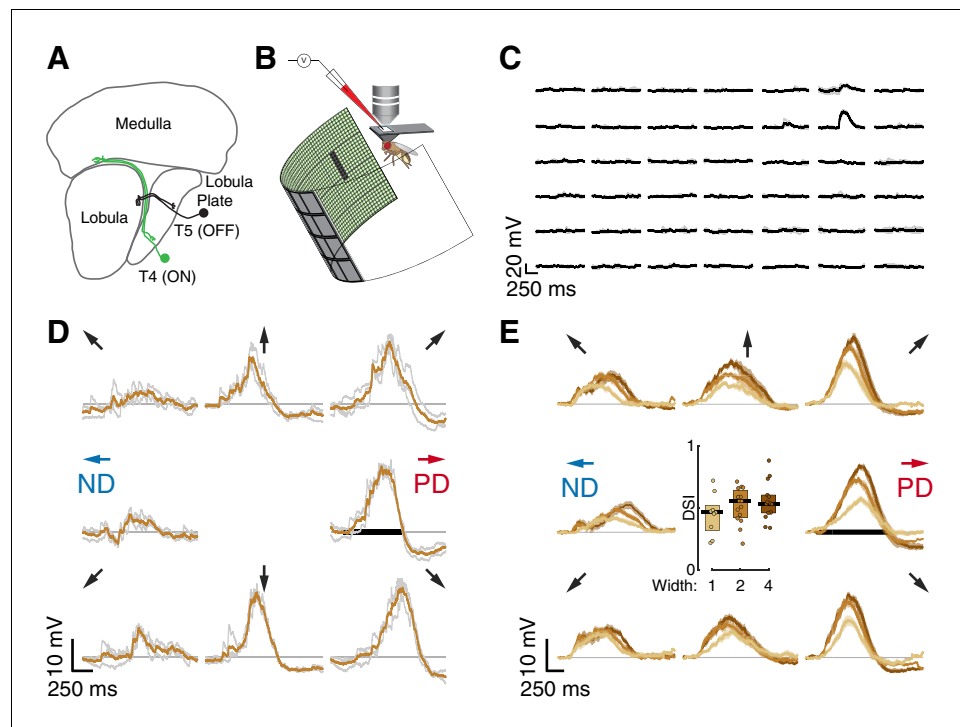 A
Medulla
Lobula
Lobula
Plate
T5 (OFF)
T4 (ON)
B
V
C
20 mV
250 ms
D
ND
PD
10 mV
250 ms
E
ND
PD
1
DSI
0
Width: 1 2 4
10 mV
250 ms